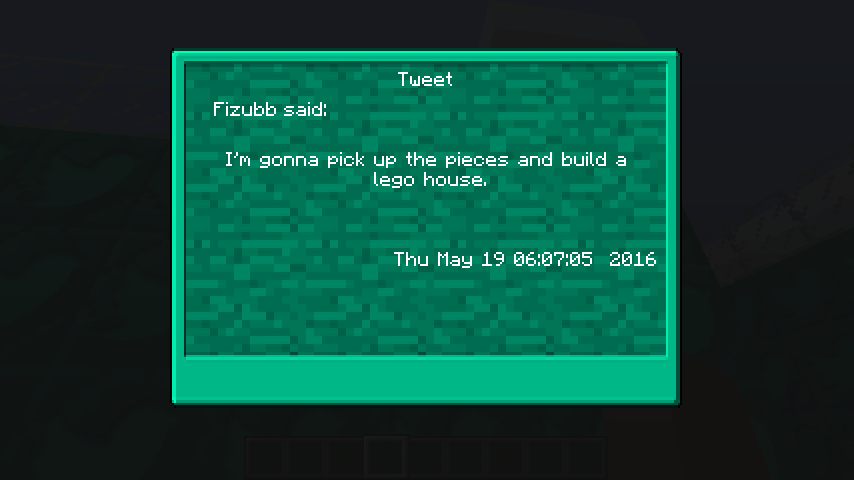 Tweet
Fizubb said:
I'm gonna pick up the pieces and build a
lego house.
Thu May 19 06:07:05  2016